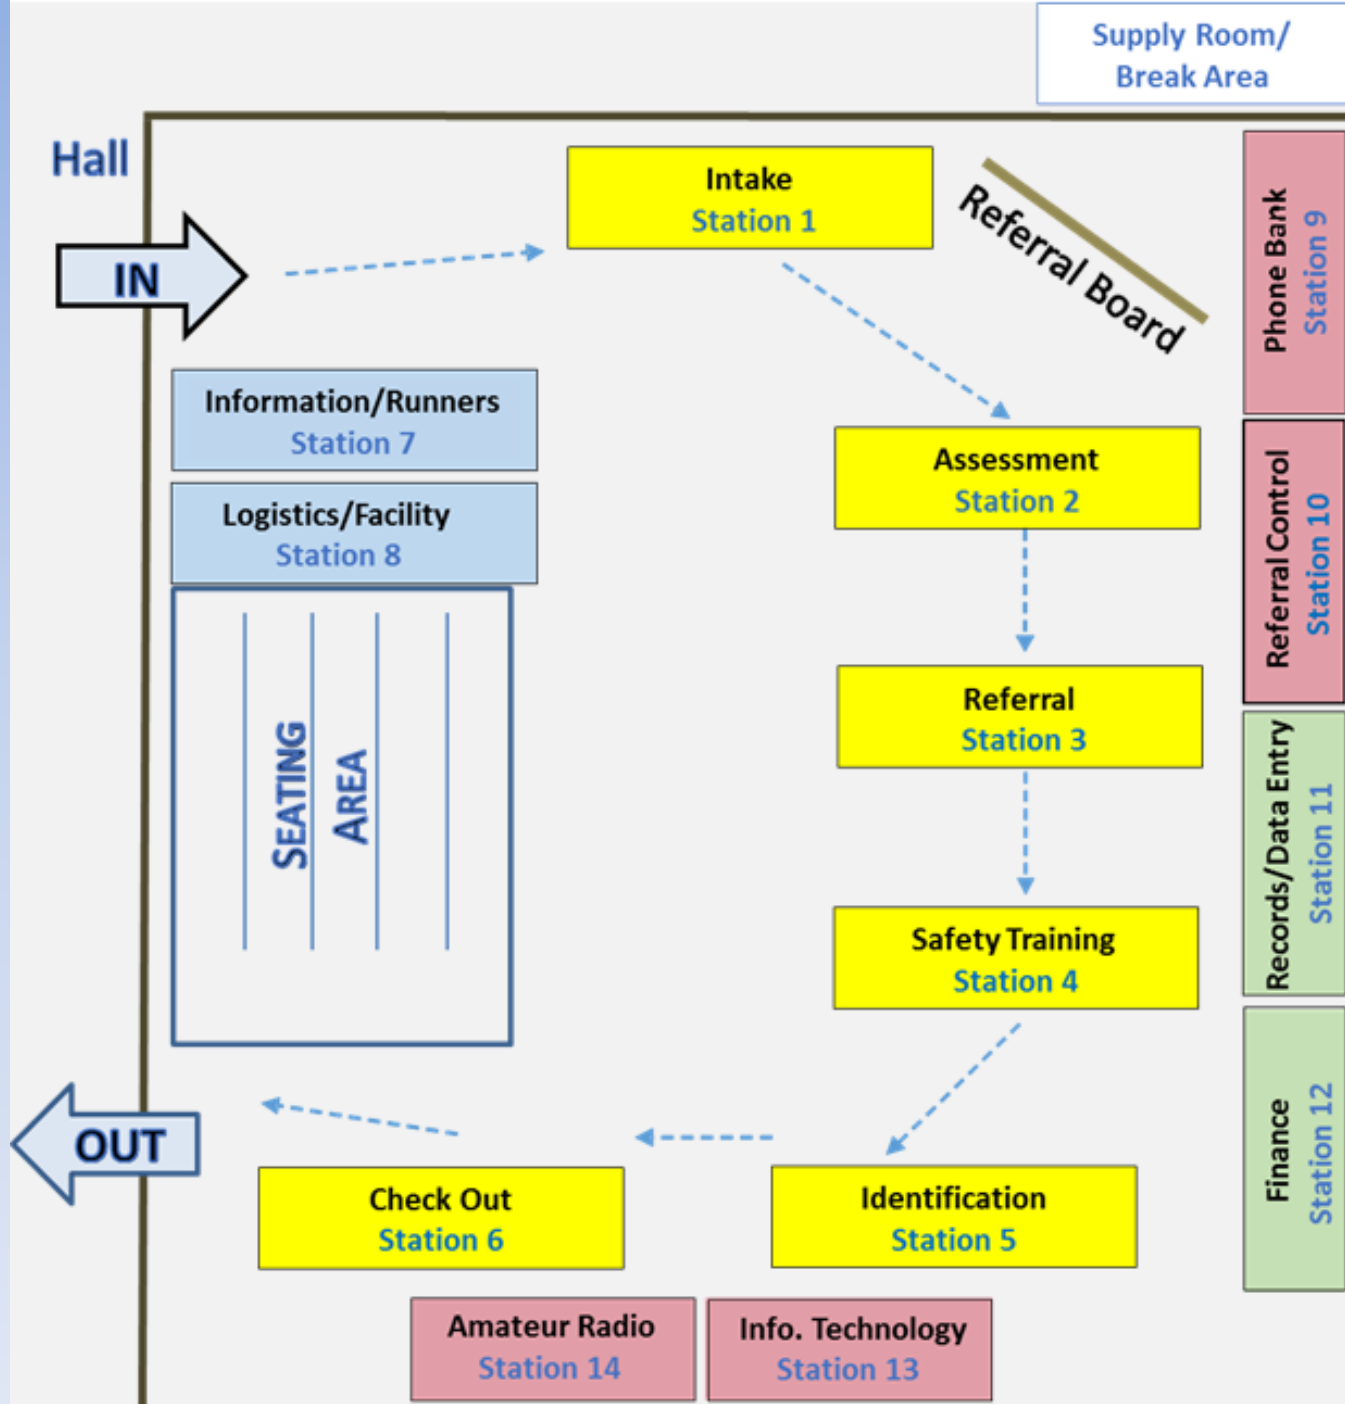 Supply Room/
Break Area
Hall
Intake
Station 1
Referral Board
Phone Bank
Station 9
IN
Information/Runners
Station 7
Logistics/Facility
Station 8
Assessment
Station 2
Referral Control
Station 10
SEATING
AREA
Referral
Station 3
Records/Data Entry
Station 11
Safety Training
Station 4
Finance
Station 12
OUT
Check Out
Station 6
Identification
Station 5
Amateur Radio
Station 14
Info. Technology
Station 13